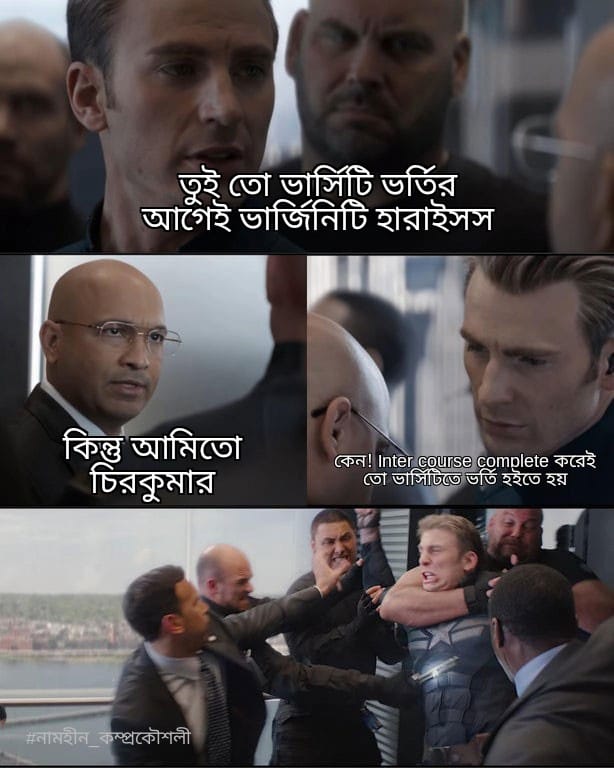 তুই তো ভার্সিটি ভর্তির
আগেই ভার্জিনিটি হারাইসস
কিন্তু আমিতো
চিরকুমার
কেন! Inter course complete করেই
তো ভার্সিটিতে ভর্তি হইতে হয়
#নামহীন_কম্প্রকৌশলী